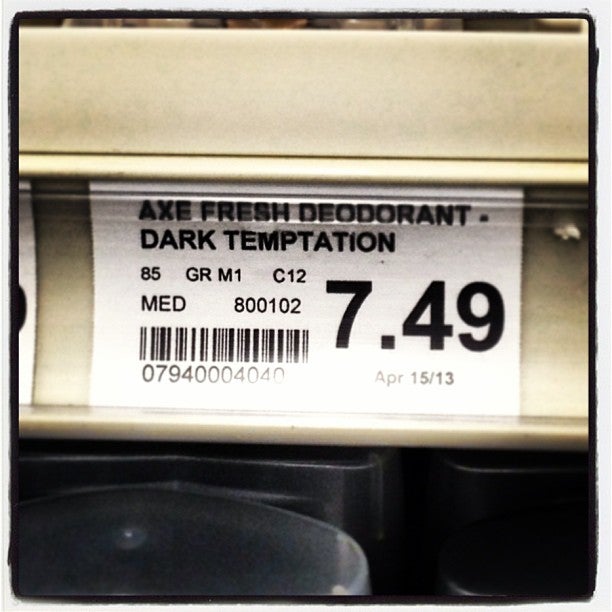 AXE FRESH DEODORANT -
DARK TEMPTATION
85 GR M1 C12
MED 800102
7.49
07940004040
Apr 15/13